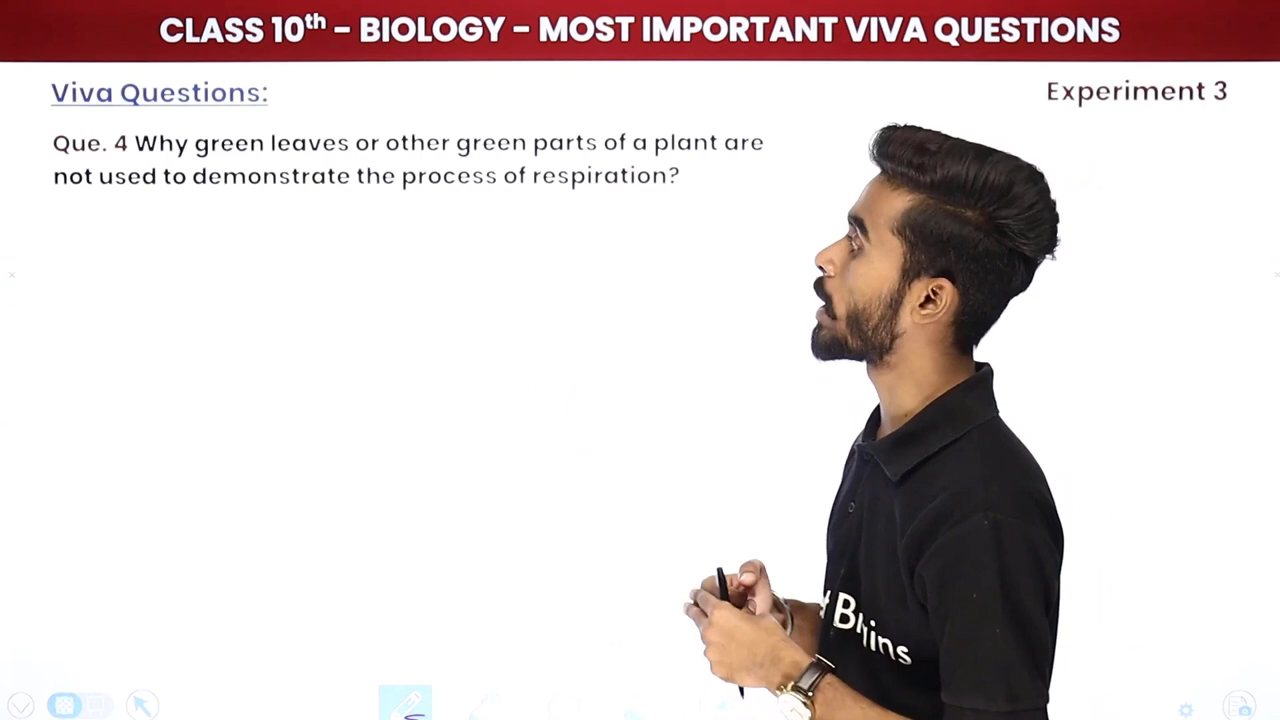 CLASS 10th – BIOLOGY – MOST IMPORTANT VIVA QUESTIONS
Viva Questions:
Experiment 3
Que. 4 Why green leaves or other green parts of a plant are
not used to demonstrate the process of respiration?